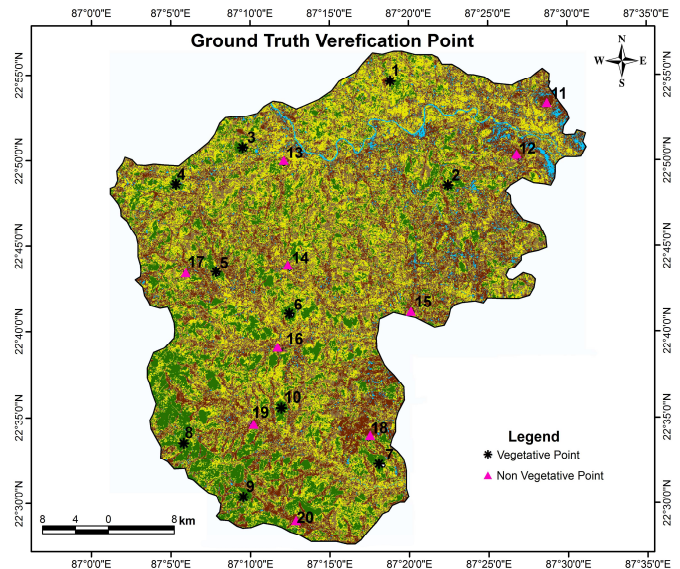 87°0'0"E 87°5'0"E 87°10'0"E 87°15'0"E 87°20'0"E 87°25'0"E 87°30'0"E 87°35'0"E
Ground Truth Verefication Point
N
W E
S
22°55'0"N 22°55'0"N
1
11
3
13
12
22°50'0"N 22°50'0"N
4
2
22°45'0"N 22°45'0"N
17 5 14
6
15
22°40'0"N 22°40'0"N
16
10
19
22°35'0"N 22°35'0"N
8
18
7
Legend
Vegetative Point
Non Vegetative Point
9
22°30'0"N 22°30'0"N
20
8 4 0 8 km
87°0'0"E 87°5'0"E 87°10'0"E 87°15'0"E 87°20'0"E 87°25'0"E 87°30'0"E 87°35'0"E